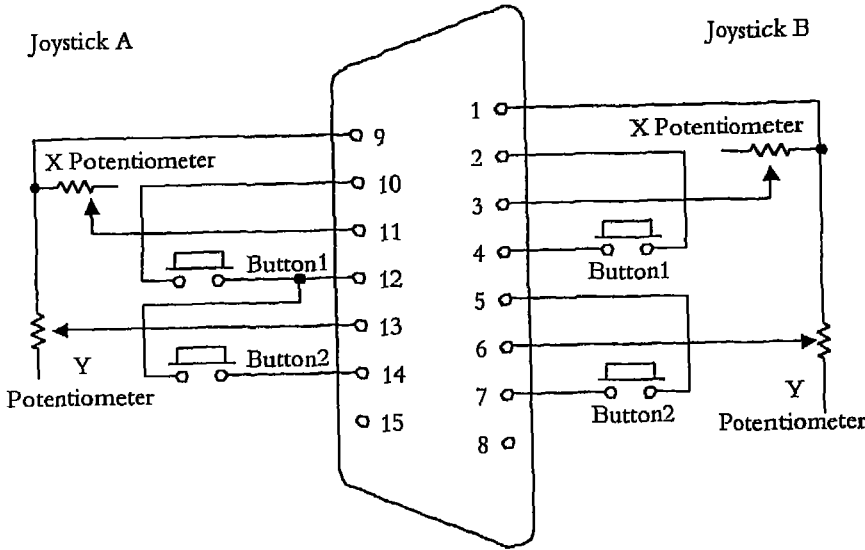 Joystick A
Joystick B
9
10
11
12
13
14
15
1
2
3
4
5
6
7
8
X Potentiometer
Button1
Button2
Y
Potentiometer
X Potentiometer
Button1
Button2
Y
Potentiometer